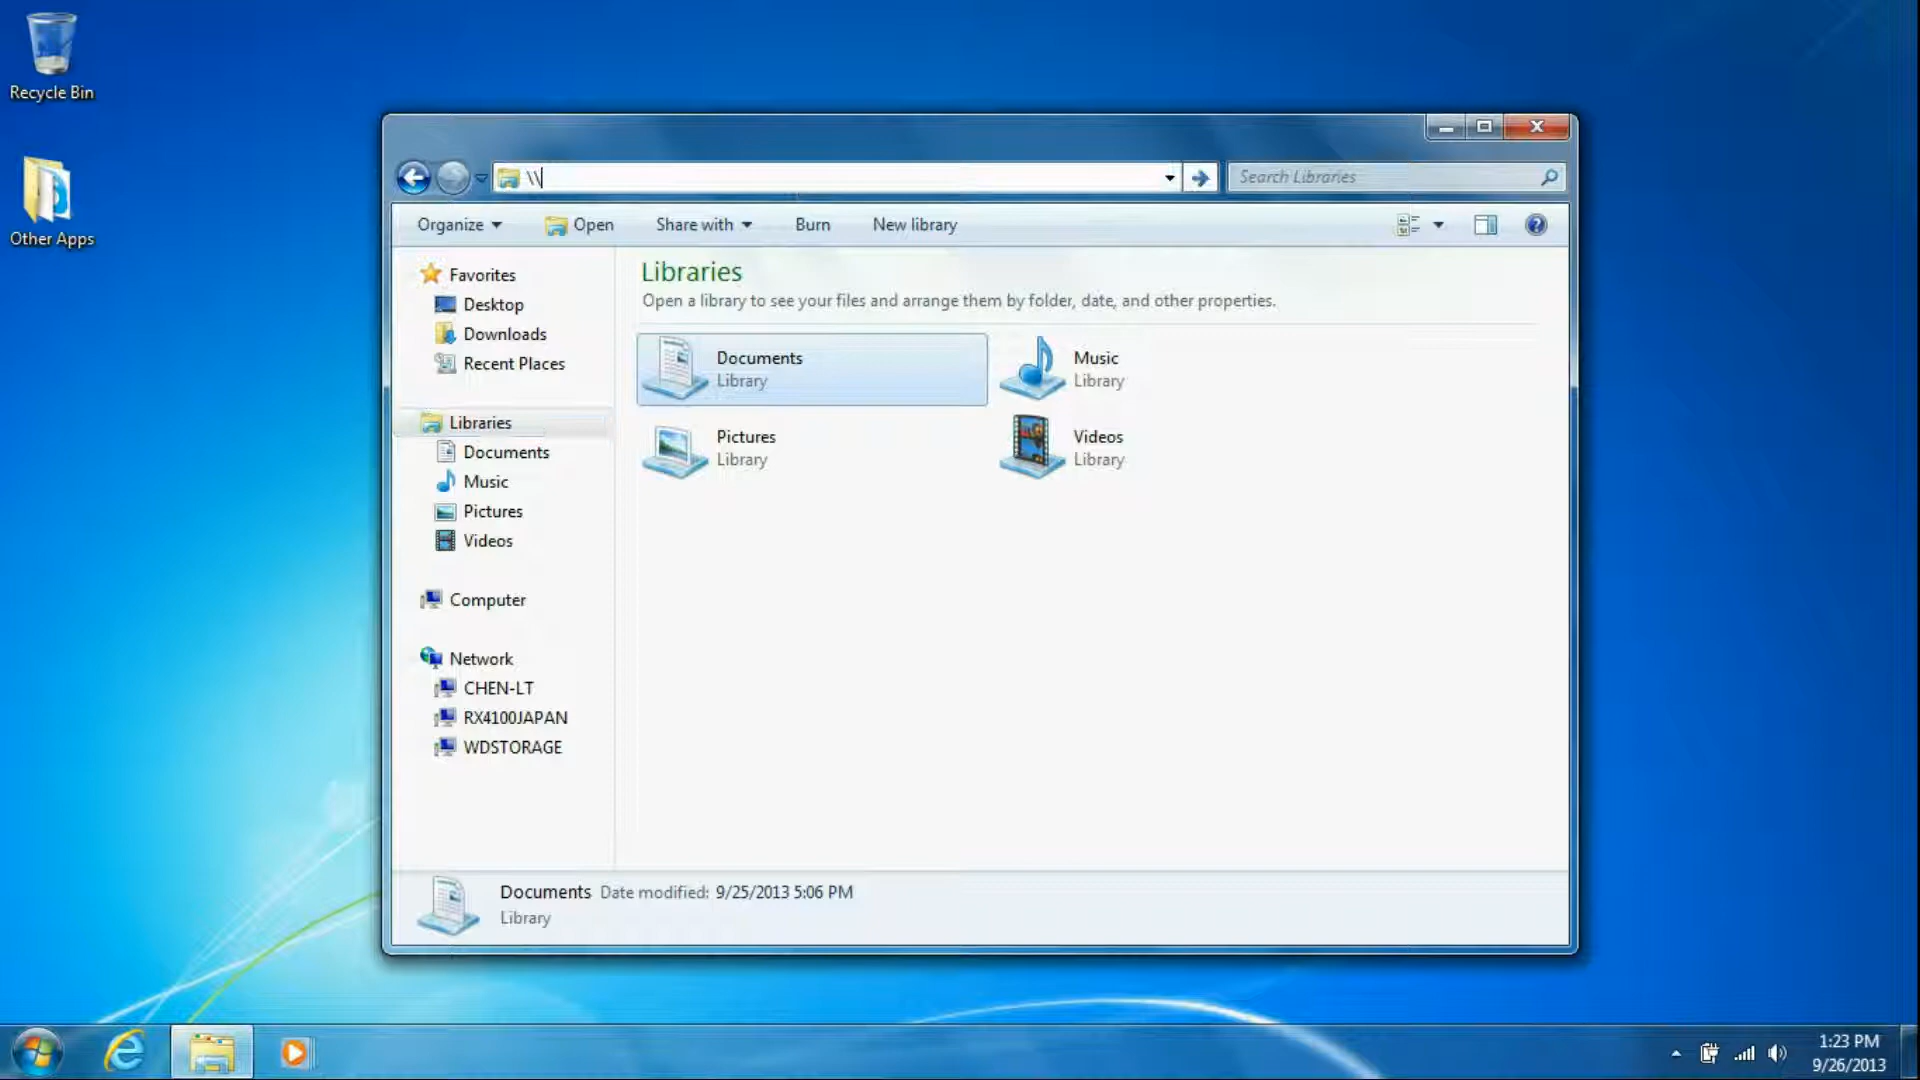 Recycle Bin
Other Apps
\\
Search Libraries
Organize Open Share with Burn New library
Favorites
Desktop
Downloads
Recent Places
Libraries
Documents
Music
Pictures
Videos
Computer
Network
CHEN-LT
RX4100JAPAN
WDSTORAGE
Libraries
Open a library to see your files and arrange them by folder, date, and other properties.
Documents
Library
Music
Library
Pictures
Library
Videos
Library
Documents Date modified: 9/25/2013 5:06 PM
Library
1:23 PM
9/26/2013